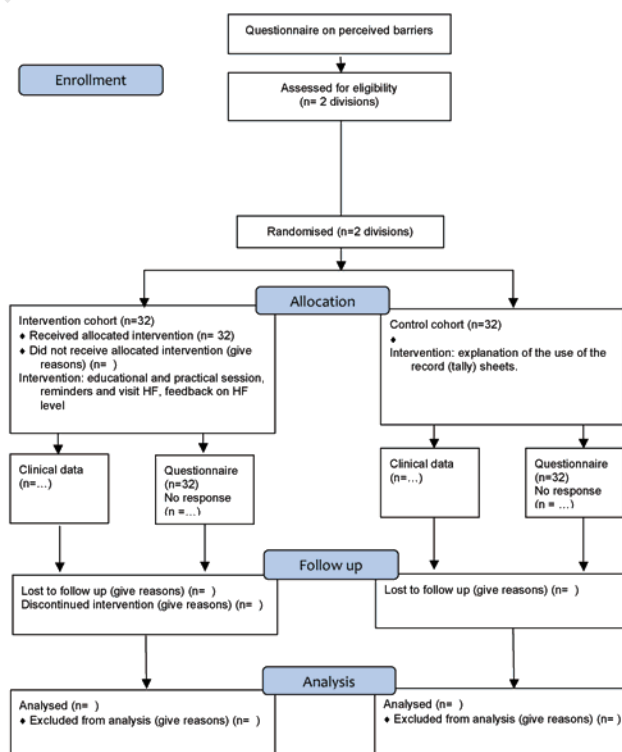 Questionnaire on perceived barriers
Enrollment
Assessed for eligibility
(n= 2 divisions)
Randomised (n=2 divisions)
Allocation
Intervention cohort (n=32)
♦ Received allocated intervention (n= 32)
♦ Did not receive allocated intervention (give
reasons) (n= )
Intervention: educational and practical session,
reminders and visit HF, feedback on HF
level
Control cohort (n=32)
♦
Intervention: explanation of the use of the
record (tally) sheets.
Clinical data
(n=…)
Questionnaire
(n=32)
No response
(n =…)
Clinical data
(n=…)
Questionnaire
(n=32)
No response
(n = …)
Follow up
Lost to follow up (give reasons) (n= )
Discontinued intervention (give reasons) (n= )
Lost to follow up (give reasons) (n= )
Analysis
Analysed (n= )
♦ Excluded from analysis (give reasons) (n= )
Analysed (n= )
♦ Excluded from analysis (give reasons) (n= )